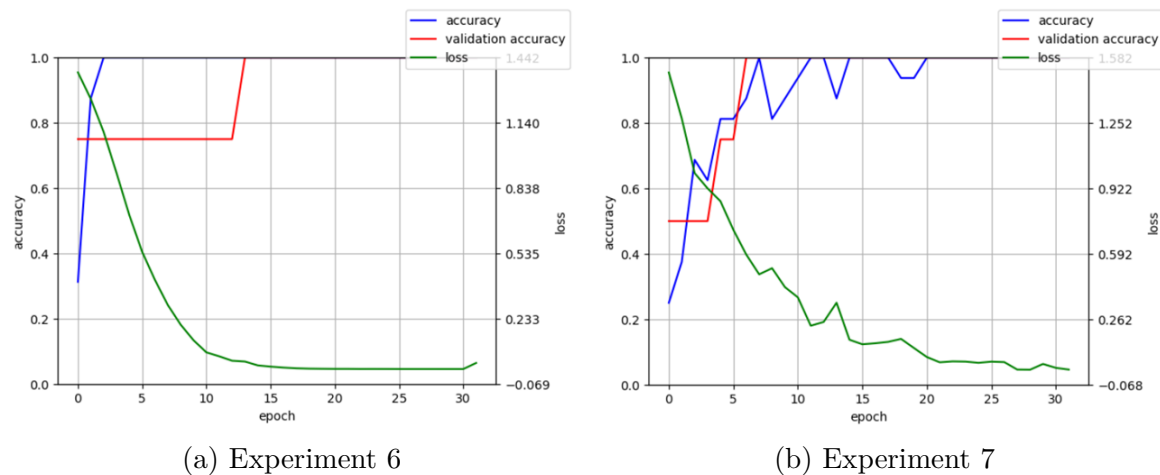 accuracy
validation accuracy
loss
1.442
1.0
0.8
0.6
0.4
0.2
0.0
accuracy
1.140
0.838
0.535
0.233
-0.069
loss
0 5 10 15 20 25 30
epoch
(a) Experiment 6
accuracy
validation accuracy
loss
1.582
1.0
0.8
0.6
0.4
0.2
0.0
accuracy
1.252
0.922
0.592
0.262
-0.068
loss
0 5 10 15 20 25 30
epoch
(b) Experiment 7